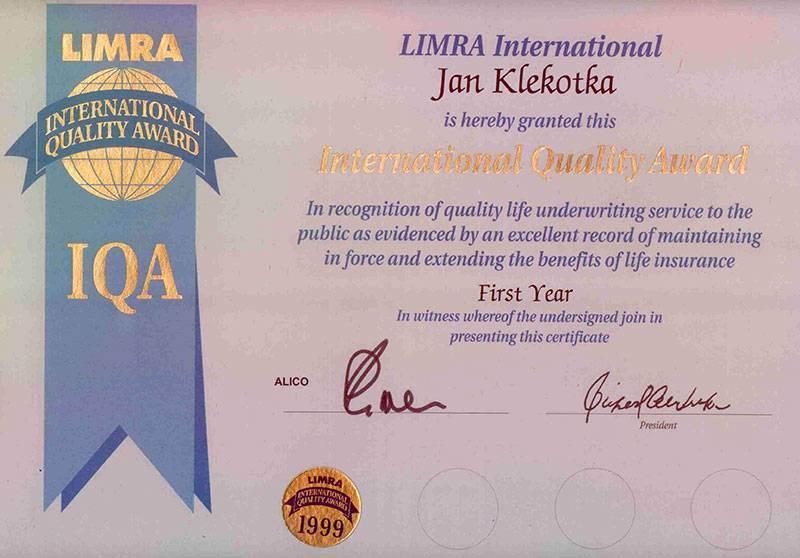 LIMRA
INTERNATIONAL
QUALITY AWARD
IQA
LIMRA International
Jan Klekotka
is hereby granted this
International Quality Award
In recognition of quality life underwriting service to the
public as evidenced by an excellent record of maintaining
in force and extending the benefits of life insurance
First Year
In witness whereof the undersigned join in
presenting this certificate
ALICO
President
LIMRA
INTERNATIONAL
QUALITY AWARD
1999